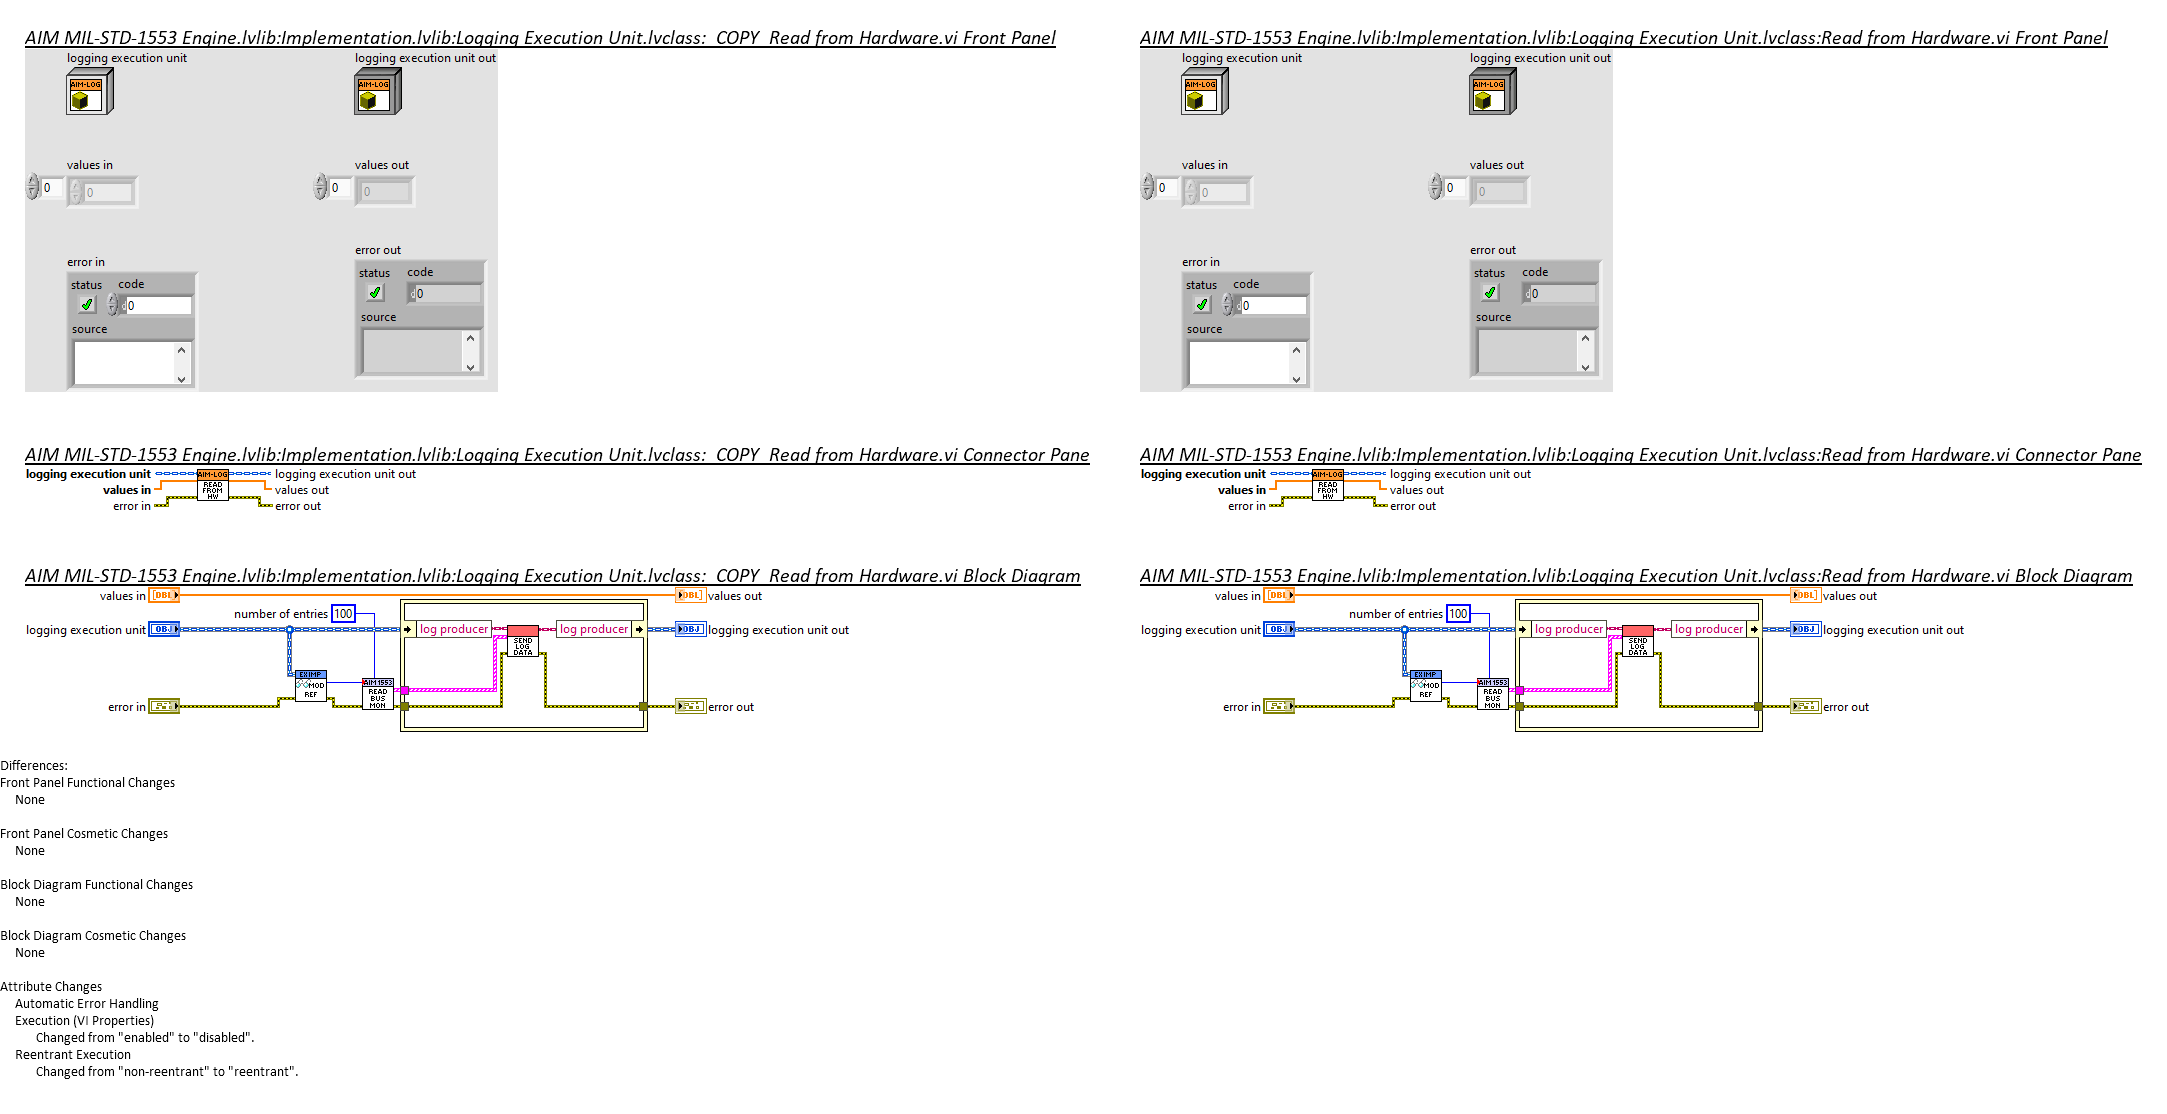 AIM MIL-STD-1553 Engine.lvlib:Implementation.lvlib:Logging Execution Unit.lvclass:_COPY_Read from Hardware.vi Front Panel
logging execution unit
logging execution unit out
AIM-LOG
AIM-LOG
values in
values out
0
0
0
0
error in
error out
status
code
status
code
0
0
source
source
AIM MIL-STD-1553 Engine.lvlib:Implementation.lvlib:Logging Execution Unit.lvclass:Read from Hardware.vi Front Panel
logging execution unit
logging execution unit out
AIM-LOG
AIM-LOG
values in
values out
0
0
0
0
error in
error out
status
code
status
code
0
0
source
source
AIM MIL-STD-1553 Engine.lvlib:Implementation.lvlib:Logging Execution Unit.lvclass:_COPY_Read from Hardware.vi Connector Pane
logging execution unit
values in
error in
AIM-LOG
READ
FROM
HW
logging execution unit out
values out
error out
AIM MIL-STD-1553 Engine.lvlib:Implementation.lvlib:Logging Execution Unit.lvclass:Read from Hardware.vi Connector Pane
logging execution unit
values in
error in
AIM-LOG
READ
FROM
HW
logging execution unit out
values out
error out
AIM MIL-STD-1553 Engine.lvlib:Implementation.lvlib:Logging Execution Unit.lvclass:_COPY_Read from Hardware.vi Block Diagram
values in
[DBL]
DBL]
values out
number of entries
100
logging execution unit
OBJ
log producer
SEND
LOG
DATA
log producer
OBJ
logging execution unit out
EXIMP
MOD
REF
AIM1553
READ
BUS
MON
error in
error out
AIM MIL-STD-1553 Engine.lvlib:Implementation.lvlib:Logging Execution Unit.lvclass:Read from Hardware.vi Block Diagram
values in
[DBL]
DBL]
values out
number of entries
100
logging execution unit
OBJ
log producer
SEND
LOG
DATA
log producer
OBJ
logging execution unit out
EXIMP
MOD
REF
AIM1553
READ
BUS
MON
error in
error out
Differences:
Front Panel Functional Changes
None
Front Panel Cosmetic Changes
None
Block Diagram Functional Changes
None
Block Diagram Cosmetic Changes
None
Attribute Changes
Automatic Error Handling
Execution (VI Properties)
Changed from "enabled" to "disabled".
Reentrant Execution
Changed from "non-reentrant" to "reentrant".